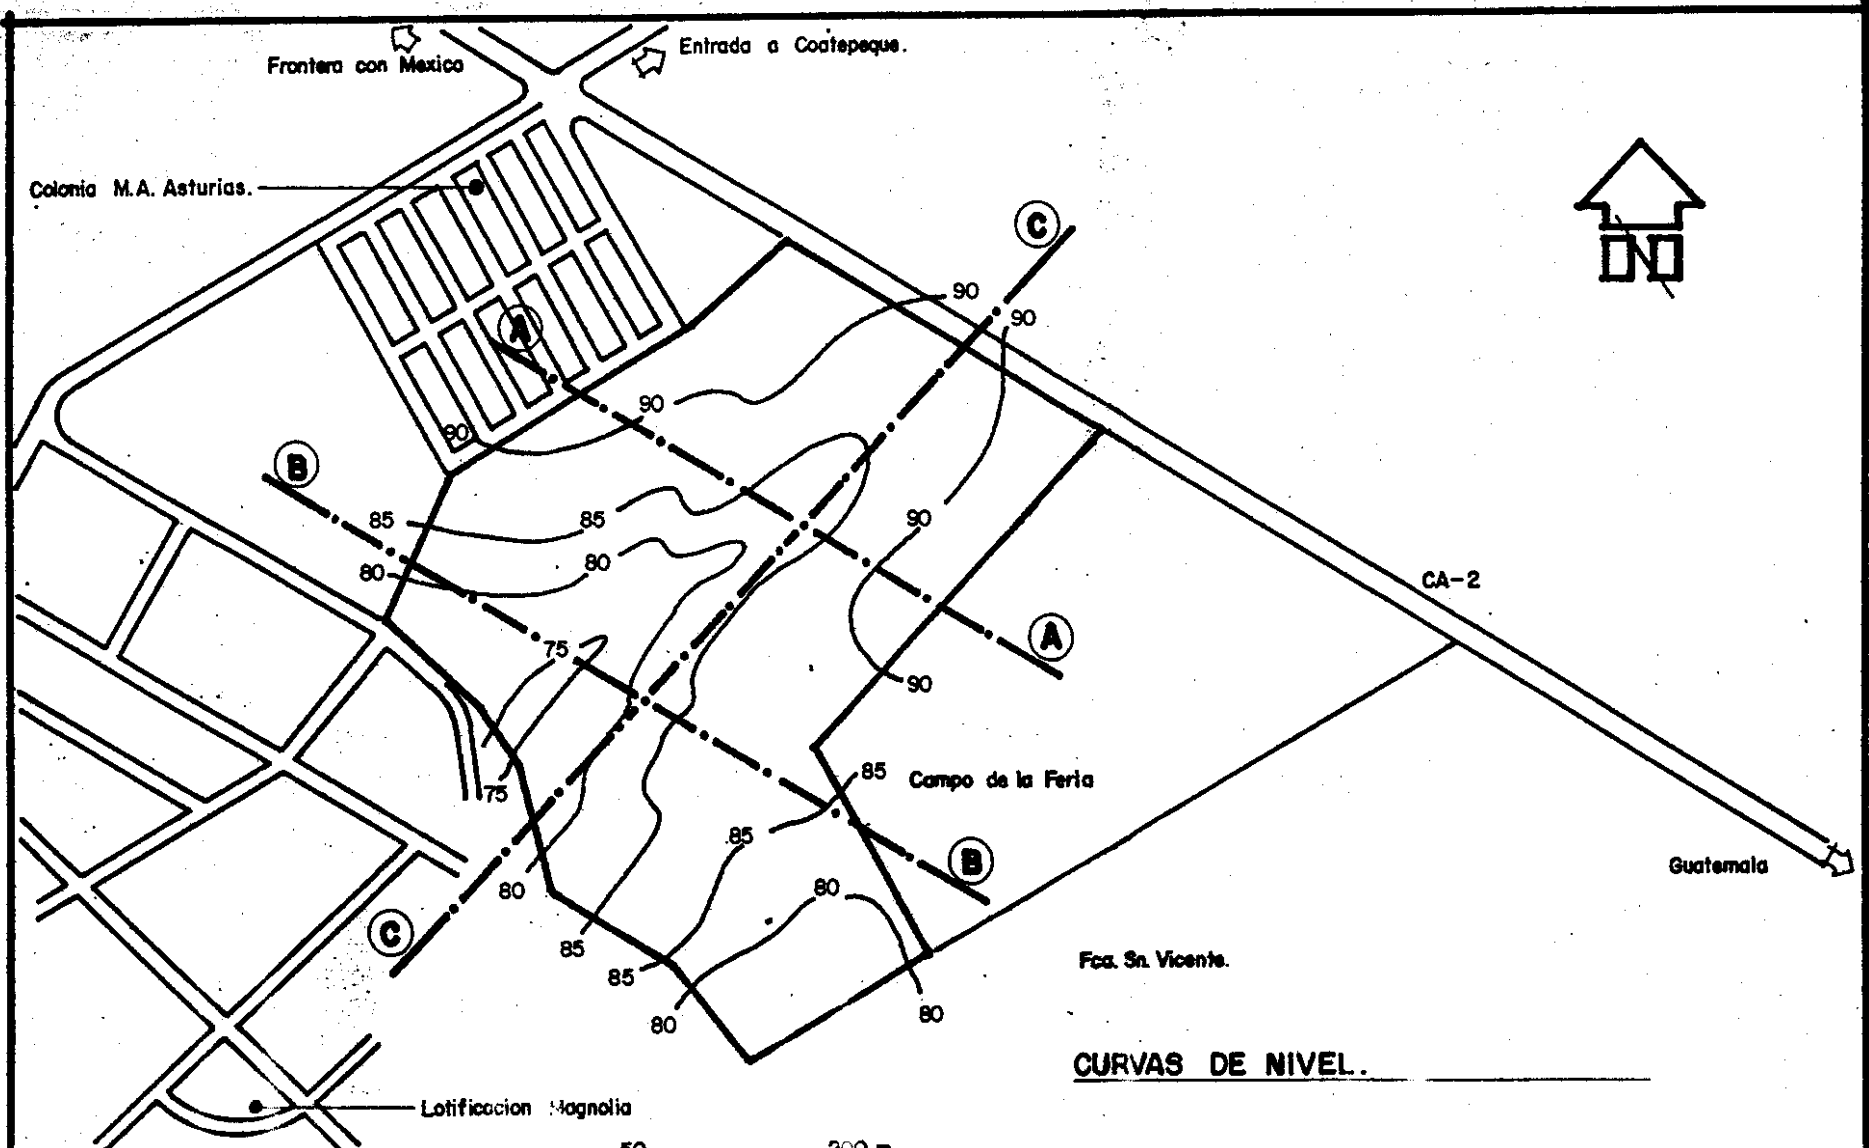 Entrada a Coatepeque.
Frontera con Mexico
Colonia M.A. Asturias.
N
C
90
90
A
90
90
B
85
85
90
80
80
CA-2
A
75
90
85
Campo de la Feria
75
85
B
80
80
Guatemala
C
85
85
Fca. Sn. Vicente.
80
80
CURVAS DE NIVEL.
Lotificacion Magnolia